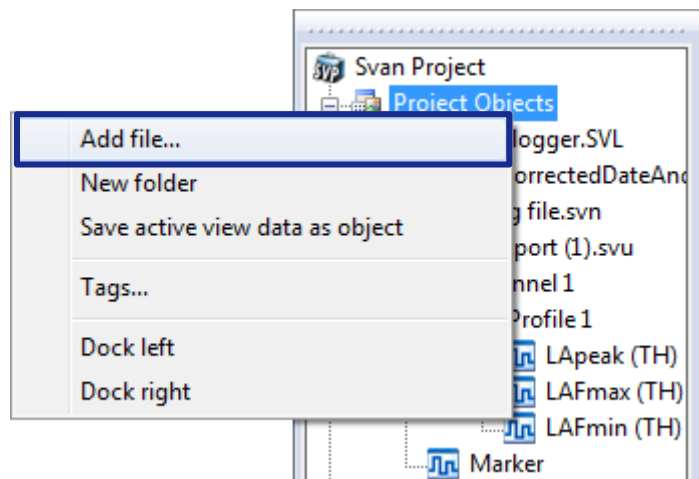 Svan Project
Project Objects
Add file...
logger.SVL
New folder
orrectedDateAnd
g file.svn
Save active view data as object
port (1).svu
Tags...
nnel 1
Profile 1
Dock left
LApeak (TH)
Dock right
LAFmax (TH)
LAFmin (TH)
Marker